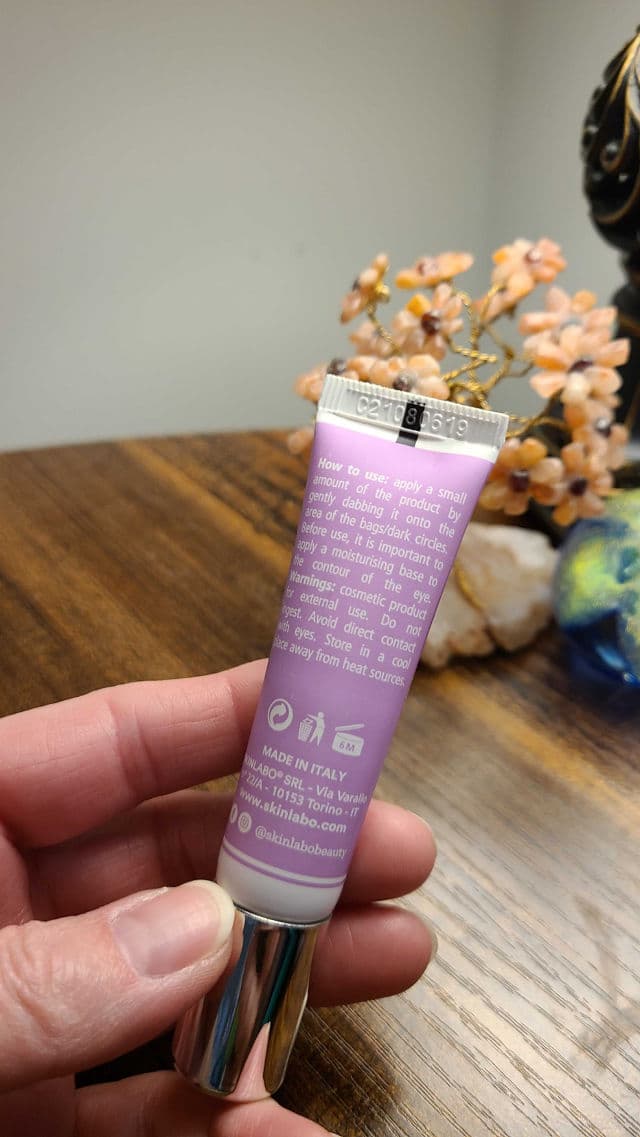 C21080619
How to use: apply a small
amount of the product by
gently dabbing it onto the
area of the bags/dark circles.
Before use, it is important to
apply a moisturising base to
the contour of the eye.
Warnings: cosmetic product
for external use. Do not
ingest. Avoid direct contact
with eyes. Store in a cool
place away from heat sources.
6M
MADE IN ITALY
SKINLABO® SRL - Via Varallo
22/A - 10153 Torino - IT
www.skinlabo.com
@skinlabobeauty